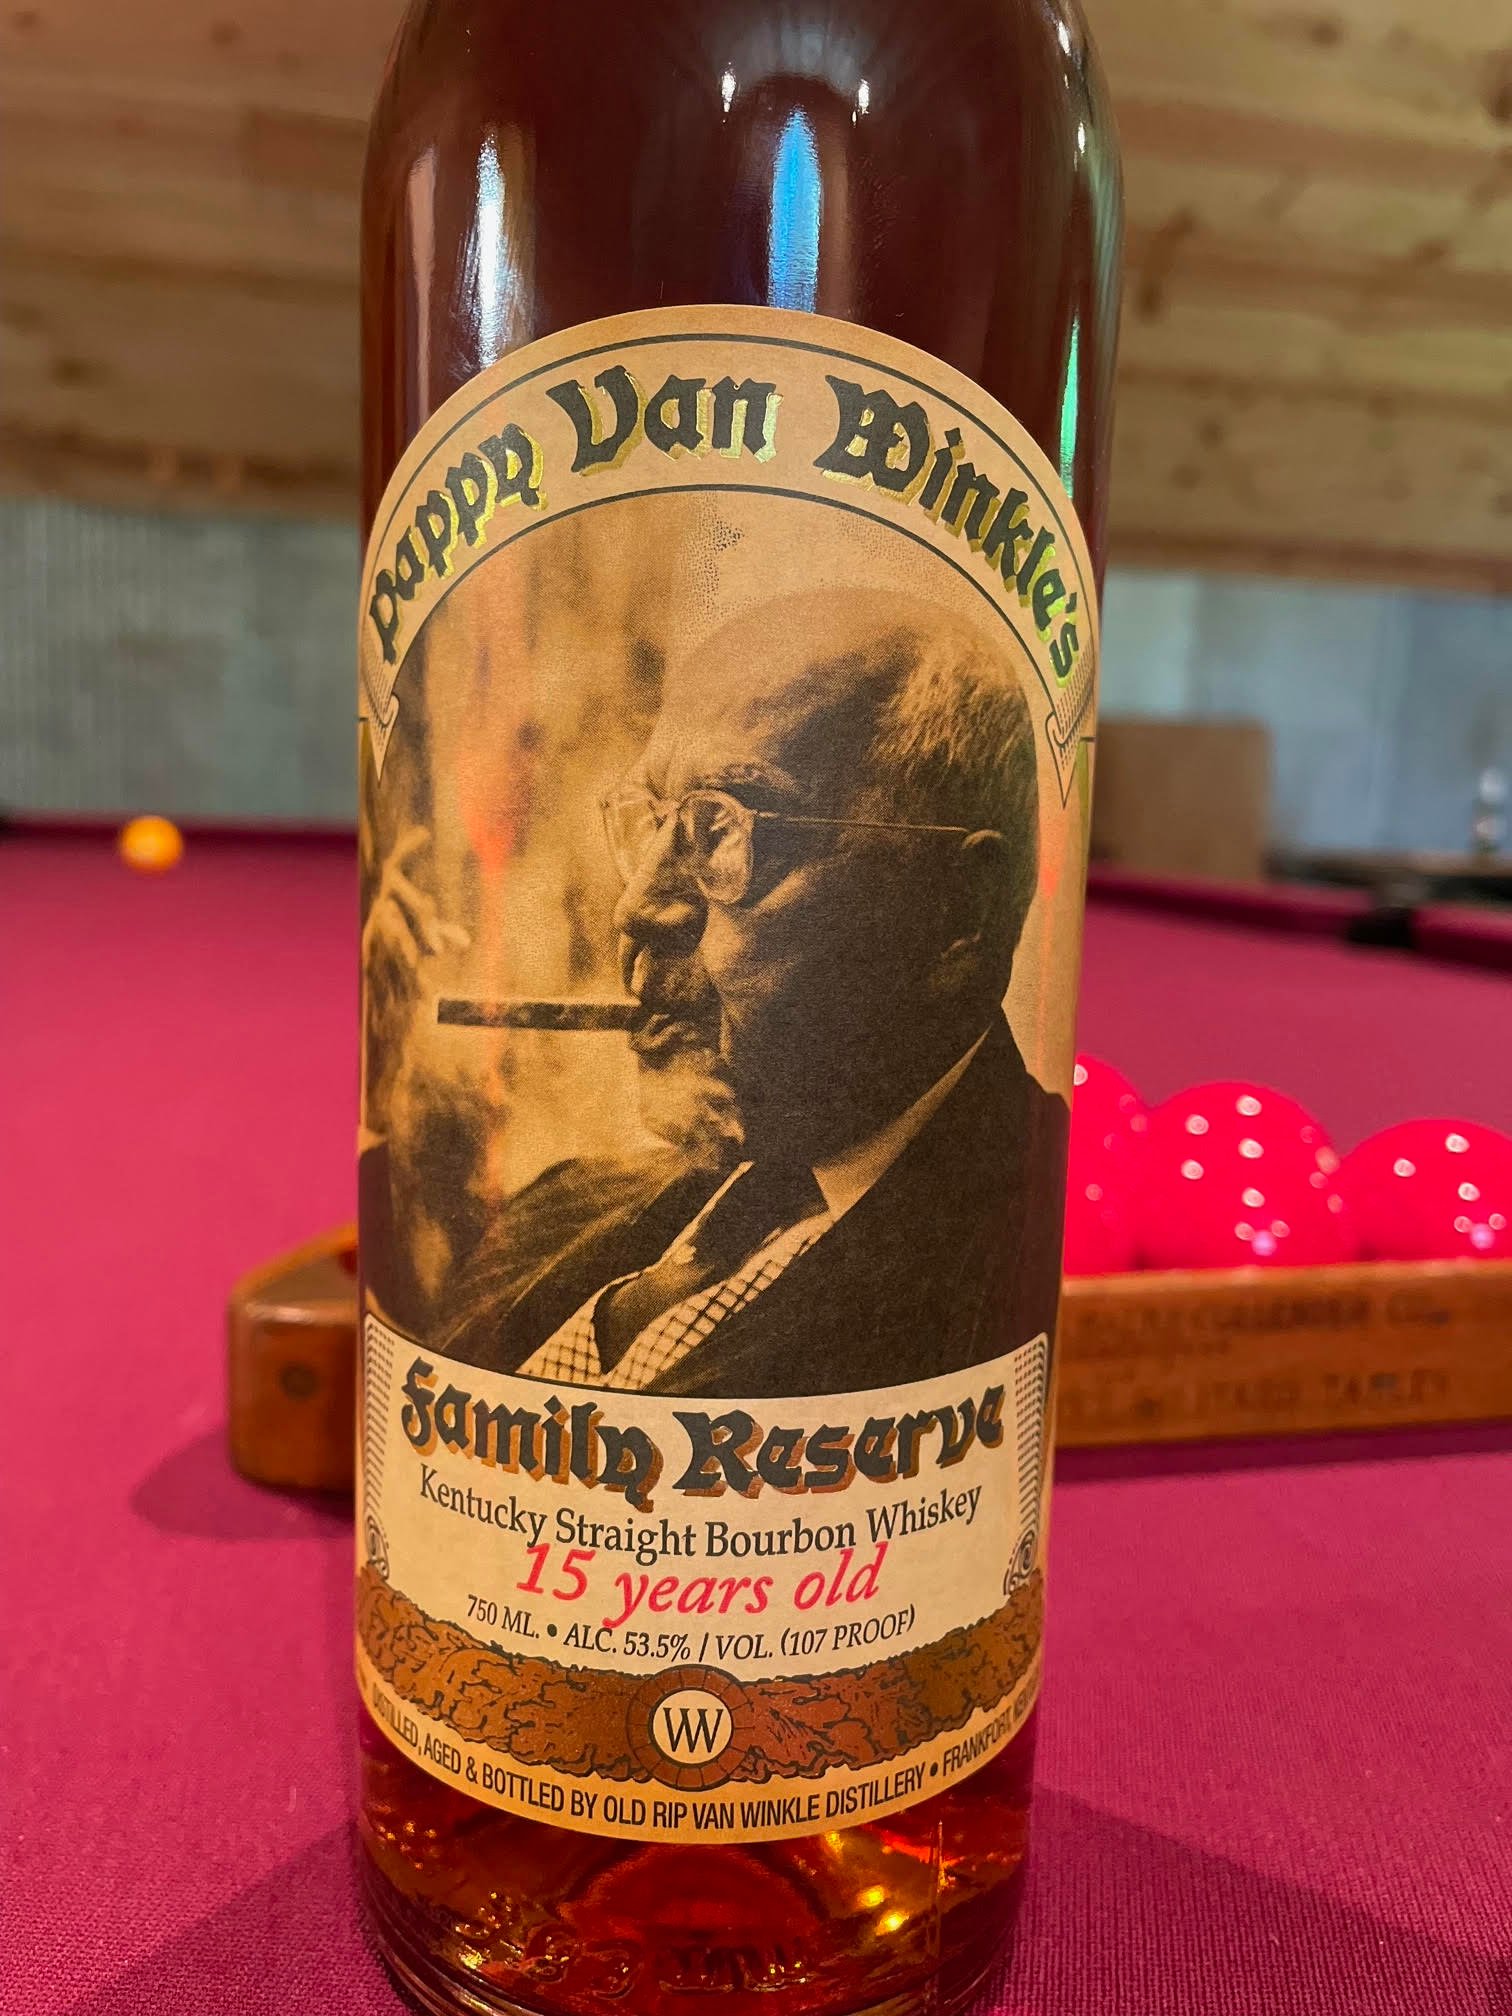 Pappy Van Winkle's
Family Reserve
Kentucky Straight Bourbon Whiskey
15 years old
750 ML. • ALC. 53.5% / VOL. (107 PROOF)
VW
DISTILLED, AGED & BOTTLED BY OLD RIP VAN WINKLE DISTILLERY • FRANKFORT,